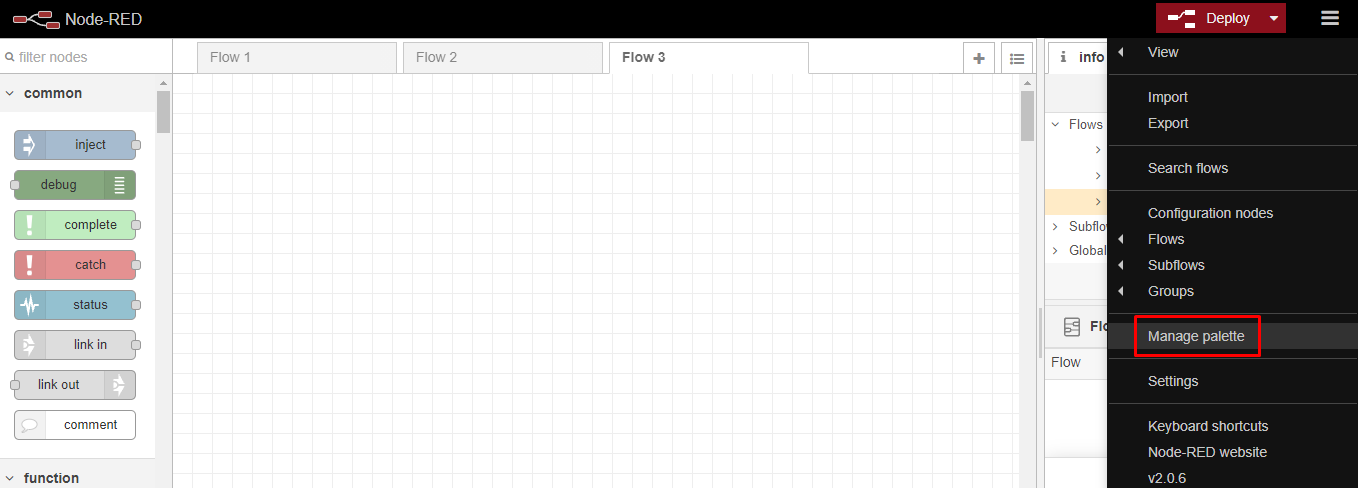 Node-RED
Deploy
filter nodes
Flow 1
Flow 2
Flow 3
info
common
inject
debug
complete
catch
status
link in
link out
comment
function
Flows
Subflo
Global
Flo
Flow
View
Import
Export
Search flows
Configuration nodes
Flows
Subflows
Groups
Manage palette
Settings
Keyboard shortcuts
Node-RED website
v2.0.6